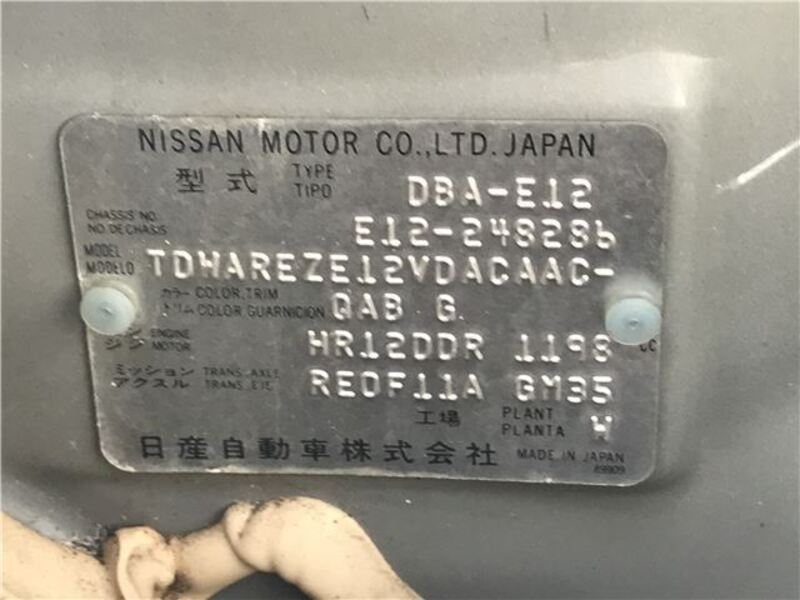 NISSAN MOTOR CO.,LTD. JAPAN
型式 TYPE TIPO DBA-E12
CHASSIS NO. NO.DE CHASIS E12-248286
MODEL MODELO TDWAREZE12VDACAAC-
カラー COLOR,TRIM
トリム COLOR GUARNICION QAB G
ENGINE
ジン MOTOR HR12DDR 1198 CC
ミッション TRANS.
アクスル TRANS. AXLE EJE RE0F11A GM35
工場 PLANT PLANTA W
日産自動車株式会社 MADE IN JAPAN